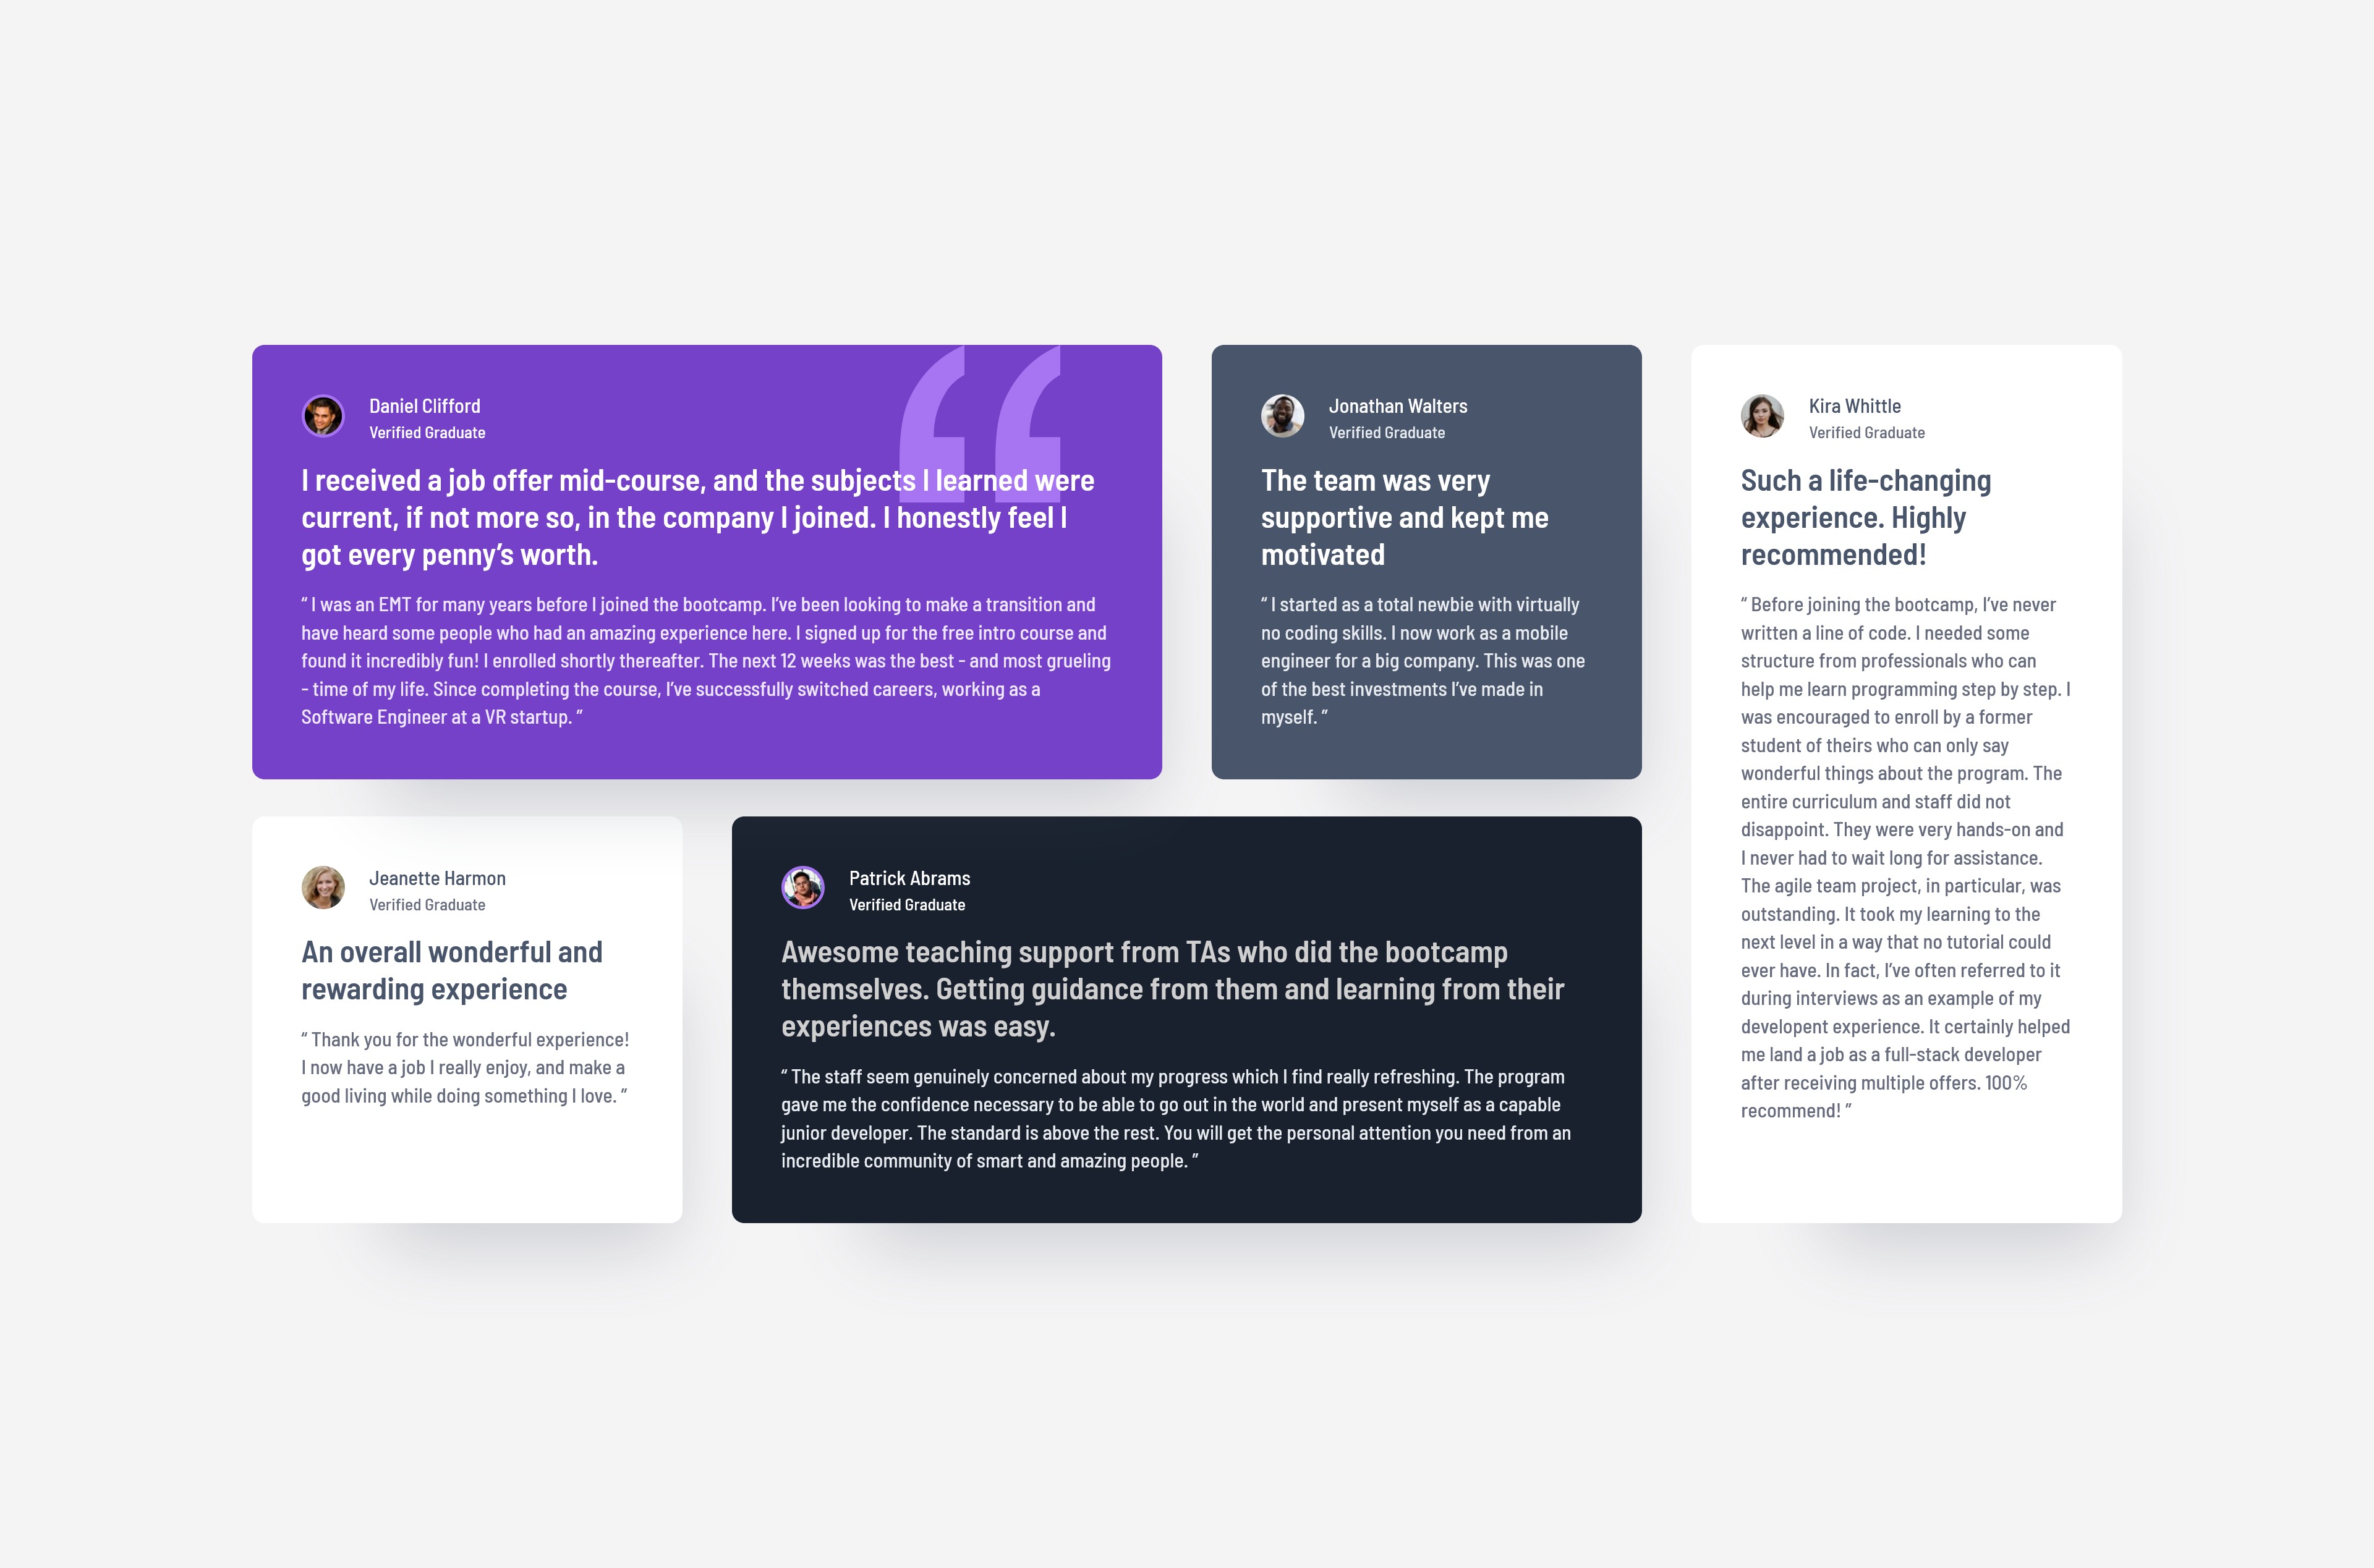 Daniel Clifford
Verified Graduate
I received a job offer mid-course, and the subjects I learned were
current, if not more so, in the company I joined. I honestly feel I
got every penny’s worth.
“ I was an EMT for many years before I joined the bootcamp. I’ve been looking to make a transition and
have heard some people who had an amazing experience here. I signed up for the free intro course and
found it incredibly fun! I enrolled shortly thereafter. The next 12 weeks was the best - and most grueling
- time of my life. Since completing the course, I’ve successfully switched careers, working as a
Software Engineer at a VR startup. ”
Jonathan Walters
Verified Graduate
The team was very
supportive and kept me
motivated
“ I started as a total newbie with virtually
no coding skills. I now work as a mobile
engineer for a big company. This was one
of the best investments I’ve made in
myself. ”
Kira Whittle
Verified Graduate
Such a life-changing
experience. Highly
recommended!
“ Before joining the bootcamp, I’ve never
written a line of code. I needed some
structure from professionals who can
help me learn programming step by step. I
was encouraged to enroll by a former
student of theirs who can only say
wonderful things about the program. The
entire curriculum and staff did not
disappoint. They were very hands-on and
I never had to wait long for assistance.
The agile team project, in particular, was
outstanding. It took my learning to the
next level in a way that no tutorial could
ever have. In fact, I’ve often referred to it
during interviews as an example of my
developent experience. It certainly helped
me land a job as a full-stack developer
after receiving multiple offers. 100%
recommend! ”
Jeanette Harmon
Verified Graduate
An overall wonderful and
rewarding experience
“ Thank you for the wonderful experience!
I now have a job I really enjoy, and make a
good living while doing something I love. ”
Patrick Abrams
Verified Graduate
Awesome teaching support from TAs who did the bootcamp
themselves. Getting guidance from them and learning from their
experiences was easy.
“ The staff seem genuinely concerned about my progress which I find really refreshing. The program
gave me the confidence necessary to be able to go out in the world and present myself as a capable
junior developer. The standard is above the rest. You will get the personal attention you need from an
incredible community of smart and amazing people. ”